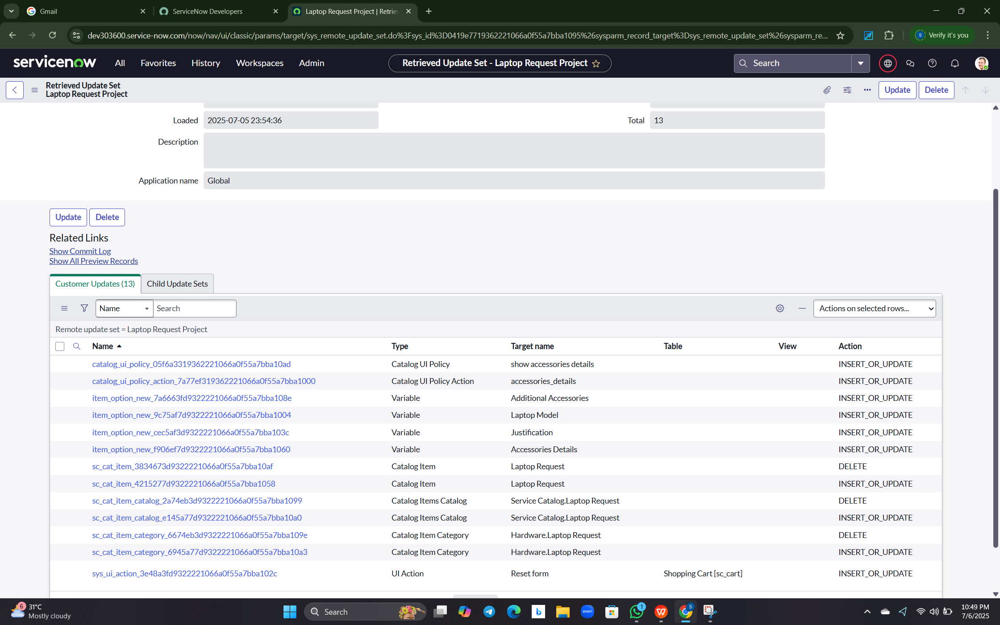 Gmail
ServiceNow Developers
Laptop Request Project | Retriev
dev303600.service-now.com/now/nav/ui/classic/params/target/sys_remote_update_set.do%3Fsys_id%3D0419e7719362221066a0f55a7bba1095%26sysparm_record_target%3Dsys_remote_update_set%26sysparm_re...
S Verify it's you
servicenow All Favorites History Workspaces Admin Retrieved Update Set - Laptop Request Project Search
Retrieved Update Set
Laptop Request Project
Update Delete
Loaded 2025-07-05 23:54:36 Total 13
Description
Application name Global
Update Delete
Related Links
Show Commit Log
Show All Preview Records
Customer Updates (13) Child Update Sets
Name Search Actions on selected rows...
Remote update set = Laptop Request Project
Name Type Target name Table View Action
catalog_ui_policy_05f6a3319362221066a0f55a7bba10ad Catalog UI Policy show accessories details INSERT_OR_UPDATE
catalog_ui_policy_action_7a77ef319362221066a0f55a7bba1000 Catalog UI Policy Action accessories_details INSERT_OR_UPDATE
item_option_new_7a6663fd9322221066a0f55a7bba108e Variable Additional Accessories INSERT_OR_UPDATE
item_option_new_9c75af7d9322221066a0f55a7bba1004 Variable Laptop Model INSERT_OR_UPDATE
item_option_new_cec5af3d9322221066a0f55a7bba103c Variable Justification INSERT_OR_UPDATE
item_option_new_f906ef7d9322221066a0f55a7bba1060 Variable Accessories Details INSERT_OR_UPDATE
sc_cat_item_3834673d9322221066a0f55a7bba10af Catalog Item Laptop Request DELETE
sc_cat_item_4215277d9322221066a0f55a7bba1058 Catalog Item Laptop Request INSERT_OR_UPDATE
sc_cat_item_catalog_2a74eb3d9322221066a0f55a7bba1099 Catalog Items Catalog Service Catalog.Laptop Request DELETE
sc_cat_item_catalog_e145a77d9322221066a0f55a7bba10a0 Catalog Items Catalog Service Catalog.Laptop Request INSERT_OR_UPDATE
sc_cat_item_category_6674eb3d9322221066a0f55a7bba109e Catalog Item Category Hardware.Laptop Request DELETE
sc_cat_item_category_6945a77d9322221066a0f55a7bba10a3 Catalog Item Category Hardware.Laptop Request INSERT_OR_UPDATE
sys_ui_action_3e48a3fd9322221066a0f55a7bba102c UI Action Reset form Shopping Cart [sc_cart] INSERT_OR_UPDATE
6 31°C
Mostly cloudy
Search
zoom
1
S
10:49 PM
7/6/2025